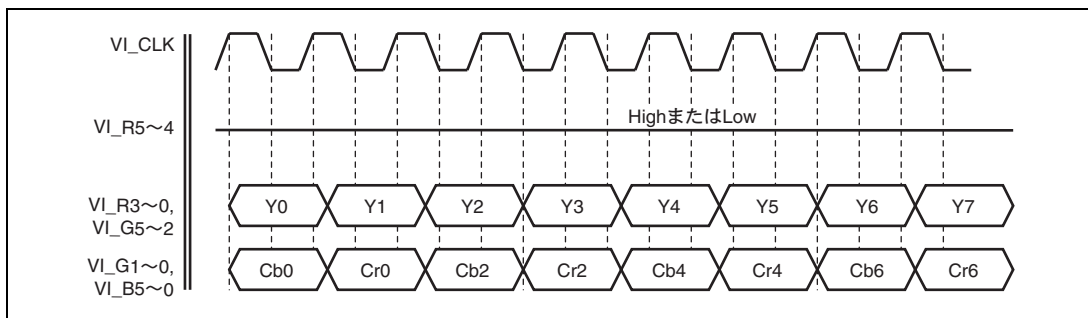 VI_CLK
VI_R5～4
HighまたはLow
VI_R3～0,
VI_G5～2
Y0 Y1 Y2 Y3 Y4 Y5 Y6 Y7
VI_G1～0,
VI_B5～0
Cb0 Cr0 Cb2 Cr2 Cb4 Cr4 Cb6 Cr6